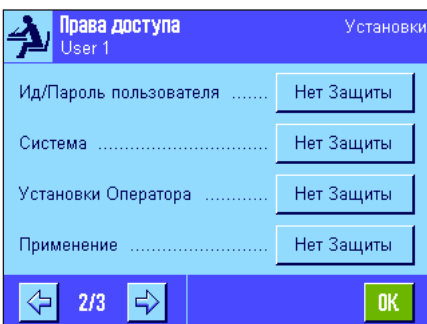 Права доступа
Установки
User 1
Ид/Пароль пользователя ....... Нет Защиты
Система ................................ Нет Защиты
Установки Оператора ............ Нет Защиты
Применение .......................... Нет Защиты
2/3 OK